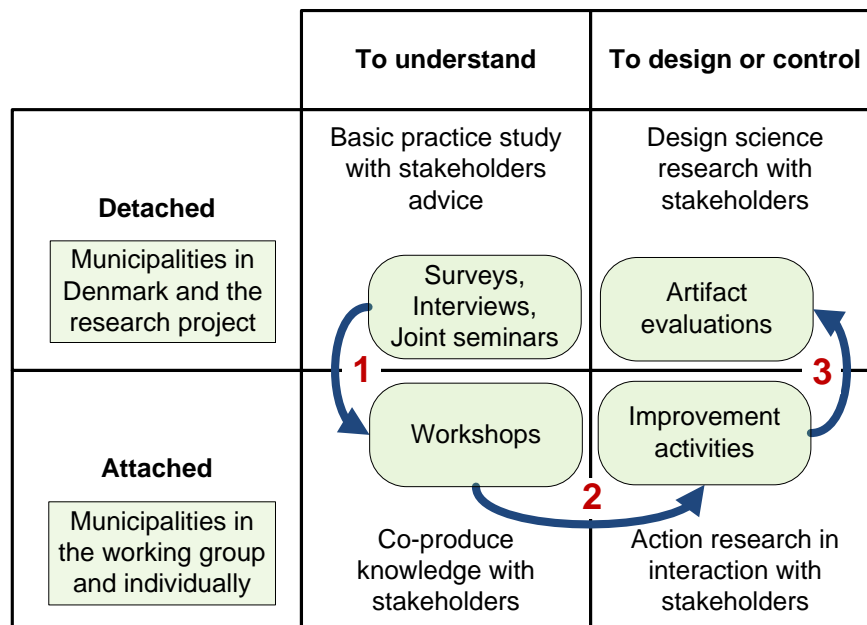 To understand
To design or control
Basic practice study
with stakeholders
advice
Design science
research with
stakeholders
Detached
Municipalities in
Denmark and the
research project
Surveys,
Interviews,
Joint seminars
Artifact
evaluations
1
3
Workshops
Improvement
activities
Attached
2
Municipalities in
the working group
and individually
Co-produce
knowledge with
stakeholders
Action research in
interaction with
stakeholders